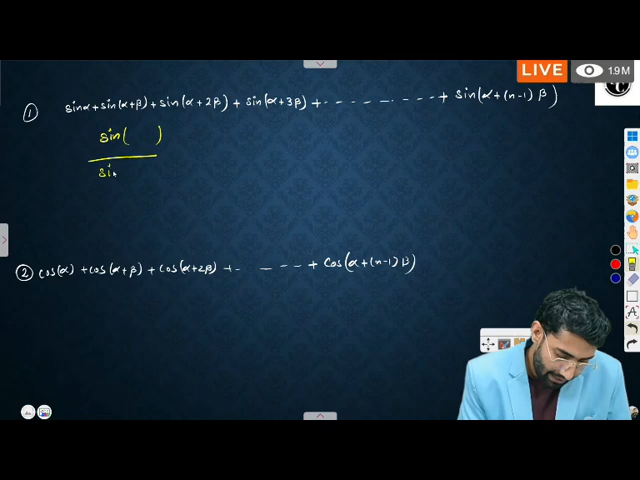 LIVE 1.9M
① sinα + sin(α+β) + sin(α+2β) + sin(α+3β) + - - - - - - - - - - + sin(α+(n-1)β)
sin( )
si
② cos(α) + cos(α+β) + cos(α+2β) + - - - - - + cos(α+(n-1)β)